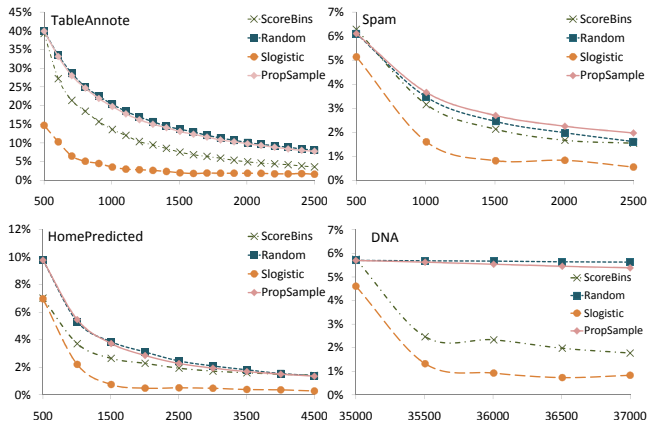 TableAnnote
45%
40%
35%
30%
25%
20%
15%
10%
5%
0%
500 1000 1500 2000 2500
ScoreBins
Random
Slogistic
PropSample
Spam
7%
6%
5%
4%
3%
2%
1%
0%
500 1000 1500 2000 2500
ScoreBins
Random
Slogistic
PropSample
HomePredicted
12%
10%
8%
6%
4%
2%
0%
500 1500 2500 3500 4500
ScoreBins
Random
Slogistic
PropSample
DNA
7%
6%
5%
4%
3%
2%
1%
0%
35000 35500 36000 36500 37000
ScoreBins
Random
Slogistic
PropSample